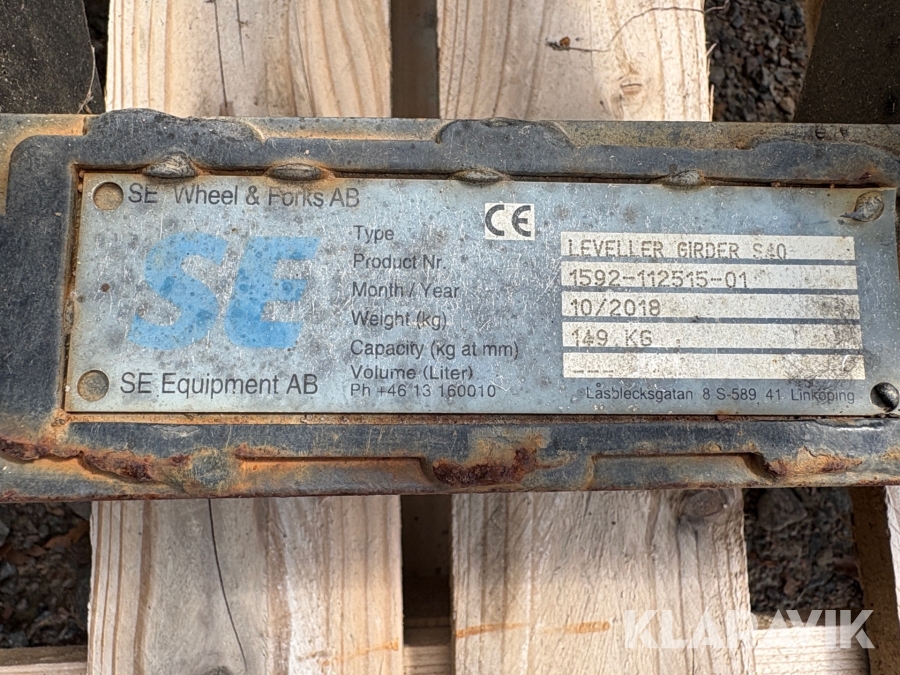 SE Wheel & Forks AB
CE
SE
Type LEVELLER GIRDER S40
Product Nr. 1592-112515-01
Month / Year 10/2018
Weight (kg) 149 KG
Capacity (kg at mm) ---
Volume (Liter)
SE Equipment AB
Ph +46 13 160010
Låsblecksgatan 8 S-589 41 Linköping
KLARAVIK